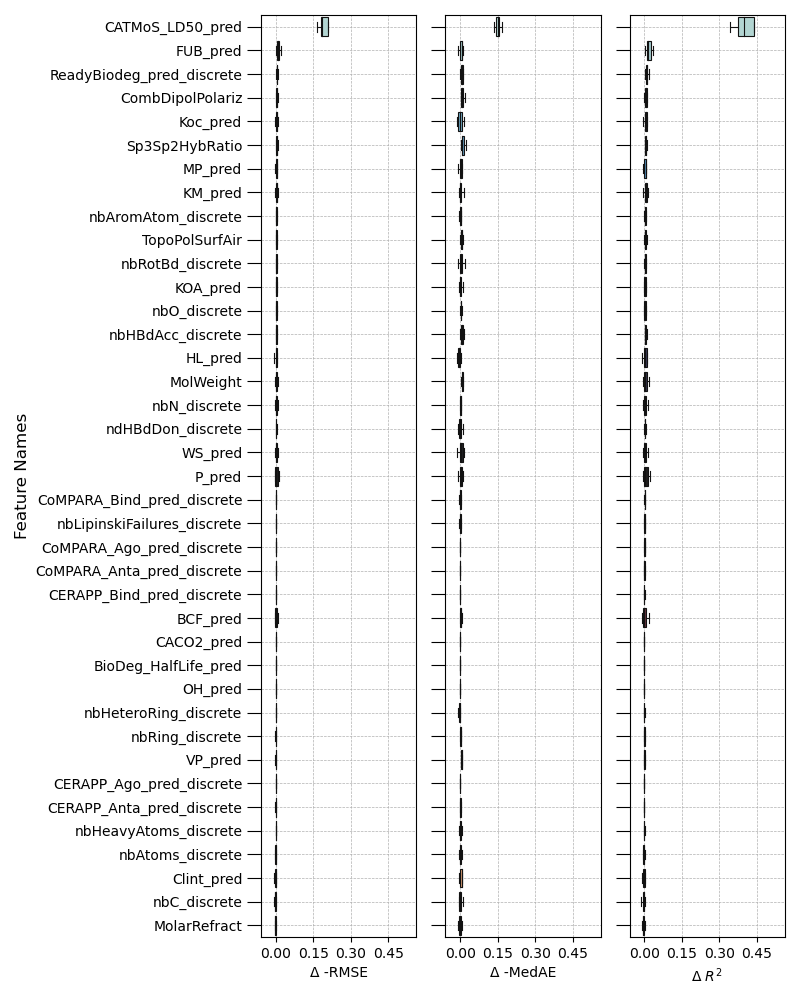 CATMoS_LD50_pred
FUB_pred
ReadyBiodeg_pred_discrete
CombDipolPolariz
Koc_pred
Sp3Sp2HybRatio
MP_pred
KM_pred
nbAromAtom_discrete
TopoPolSurfAir
nbRotBd_discrete
KOA_pred
nbO_discrete
nbHBdAcc_discrete
HL_pred
MolWeight
nbN_discrete
ndHBdDon_discrete
WS_pred
P_pred
CoMPARA_Bind_pred_discrete
nbLipinskiFailures_discrete
CoMPARA_Ago_pred_discrete
CoMPARA_Anta_pred_discrete
CERAPP_Bind_pred_discrete
BCF_pred
CACO2_pred
BioDeg_HalfLife_pred
OH_pred
nbHeteroRing_discrete
nbRing_discrete
VP_pred
CERAPP_Ago_pred_discrete
CERAPP_Anta_pred_discrete
nbHeavyAtoms_discrete
nbAtoms_discrete
Clint_pred
nbC_discrete
MolarRefract
Feature Names
0.00 0.15 0.30 0.45
Δ -RMSE
0.00 0.15 0.30 0.45
Δ -MedAE
0.00 0.15 0.30 0.45
Δ R²